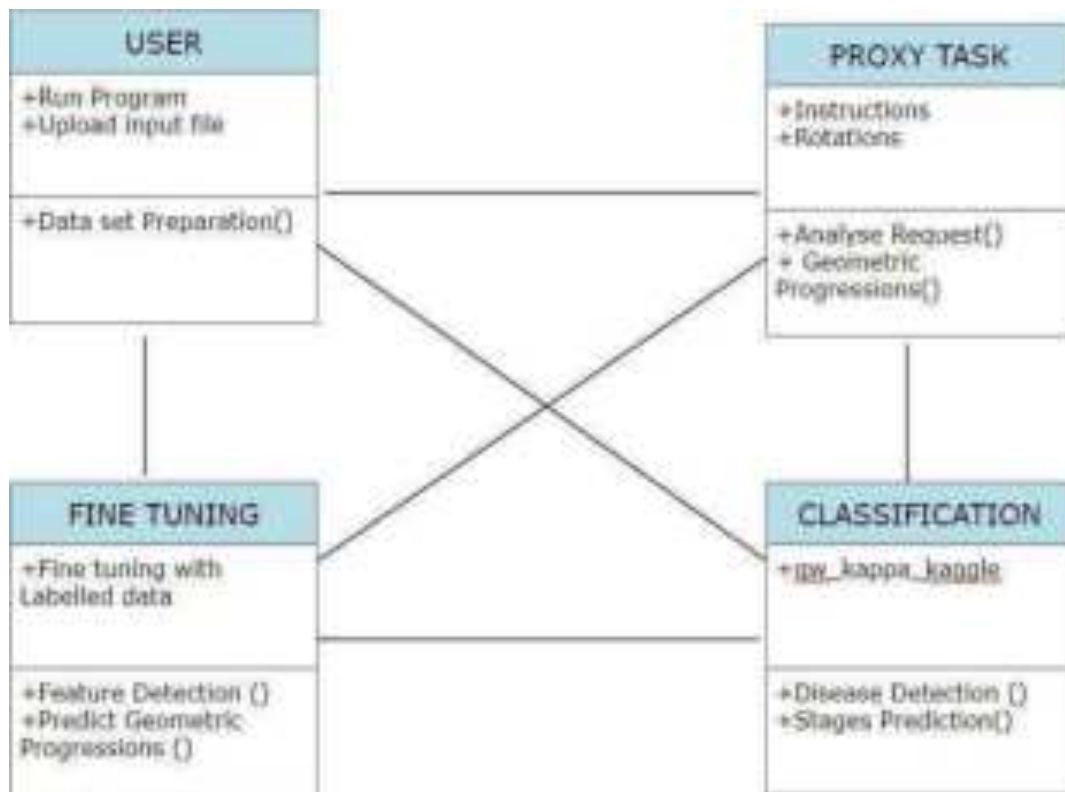 USER
+Run Program
+Upload input file
+Data set Preparation()
PROXY TASK
+Instructions
+Rotations
+Analyse Request()
+ Geometric
Progressions()
FINE TUNING
+Fine tuning with
Labelled data
+Feature Detection ()
+Predict Geometric
Progressions ()
CLASSIFICATION
+qw_kappa_kaggle
+Disease Detection ()
+Stages Prediction()